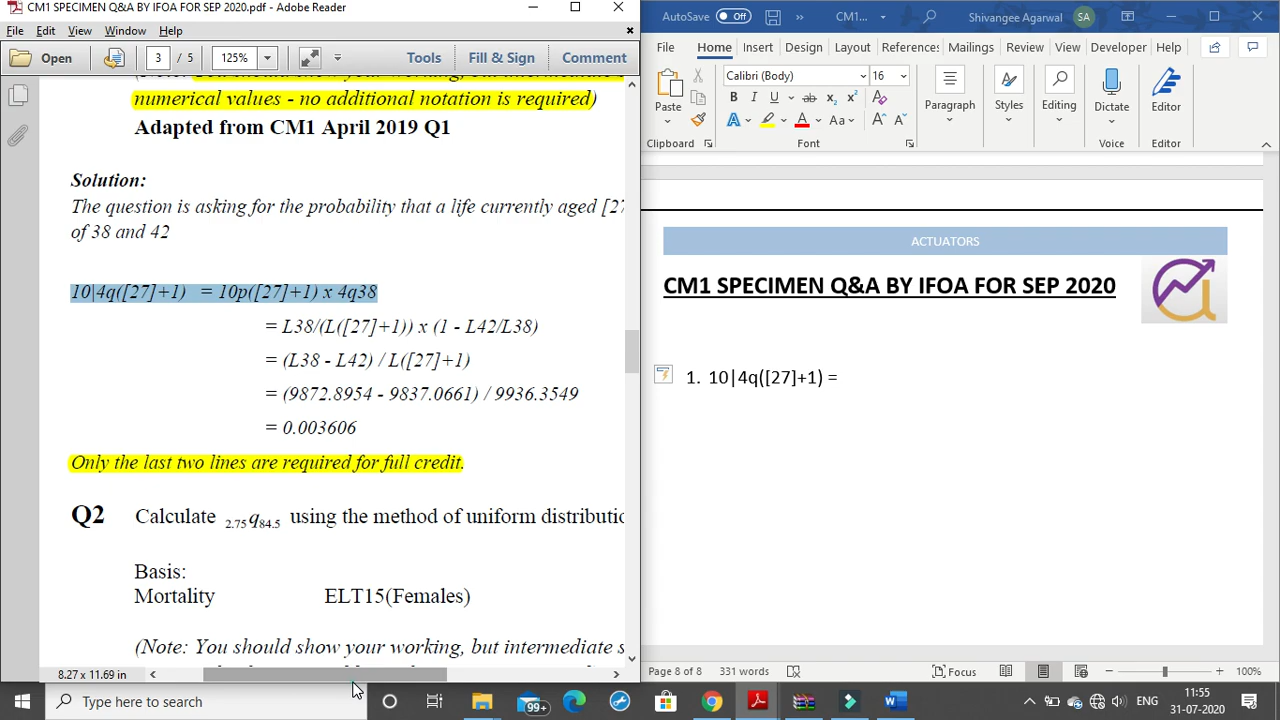 CM1 SPECIMEN Q&A BY IFOA FOR SEP 2020.pdf - Adobe Reader
File Edit View Window Help
Open 3 / 5 125% Tools Fill & Sign Comment
numerical values - no additional notation is required)
Adapted from CM1 April 2019 Q1
Solution:
The question is asking for the probability that a life currently aged [27
of 38 and 42
10|4q([27]+1) = 10p([27]+1) x 4q38
= L38/(L([27]+1)) x (1 - L42/L38)
= (L38 - L42) / L([27]+1)
= (9872.8954 - 9837.0661) / 9936.3549
= 0.003606
Only the last two lines are required for full credit.
Q2 Calculate 2.75q84.5 using the method of uniform distributio
Basis:
Mortality ELT15(Females)
(Note: You should show your working, but intermediate s
8.27 x 11.69 in
AutoSave Off CM1... Shivangee Agarwal SA
File Home Insert Design Layout References Mailings Review View Developer Help
Calibri (Body) 16
Paste B I U ab x2 x2 A A Aa A A
Paragraph Styles Editing Dictate Editor
Clipboard Font Voice Editor
ACTUATORS
CM1 SPECIMEN Q&A BY IFOA FOR SEP 2020
1. 10|4q([27]+1) =
Page 8 of 8 331 words Focus 100%
Type here to search 99+ ENG 11:55
31-07-2020